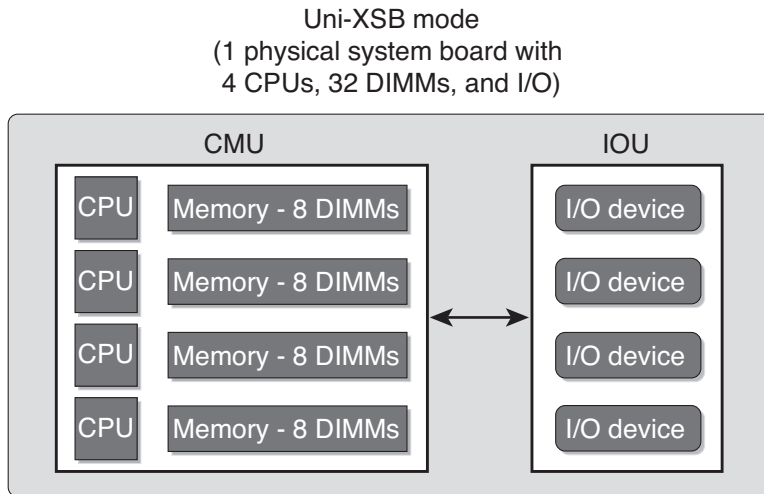 Uni-XSB mode
(1 physical system board with
4 CPUs, 32 DIMMs, and I/O)
CMU
IOU
CPU
Memory - 8 DIMMs
I/O device
CPU
Memory - 8 DIMMs
I/O device
CPU
Memory - 8 DIMMs
I/O device
CPU
Memory - 8 DIMMs
I/O device